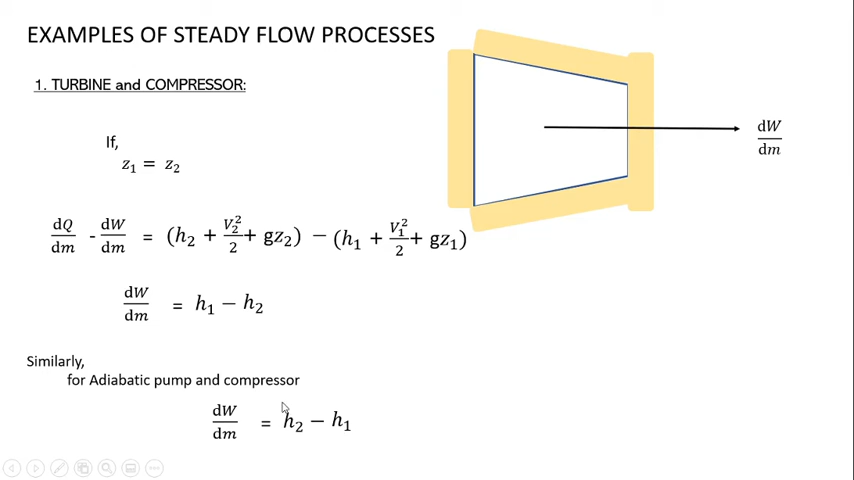 EXAMPLES OF STEADY FLOW PROCESSES
1. TURBINE and COMPRESSOR:
dW/dm
If,
z₁ = z₂
dQ/dm - dW/dm = (h₂ + V₂²/2 + gz₂) − (h₁ + V₁²/2 + gz₁)
dW/dm = h₁ − h₂
Similarly,
for Adiabatic pump and compressor
dW/dm = h₂ − h₁